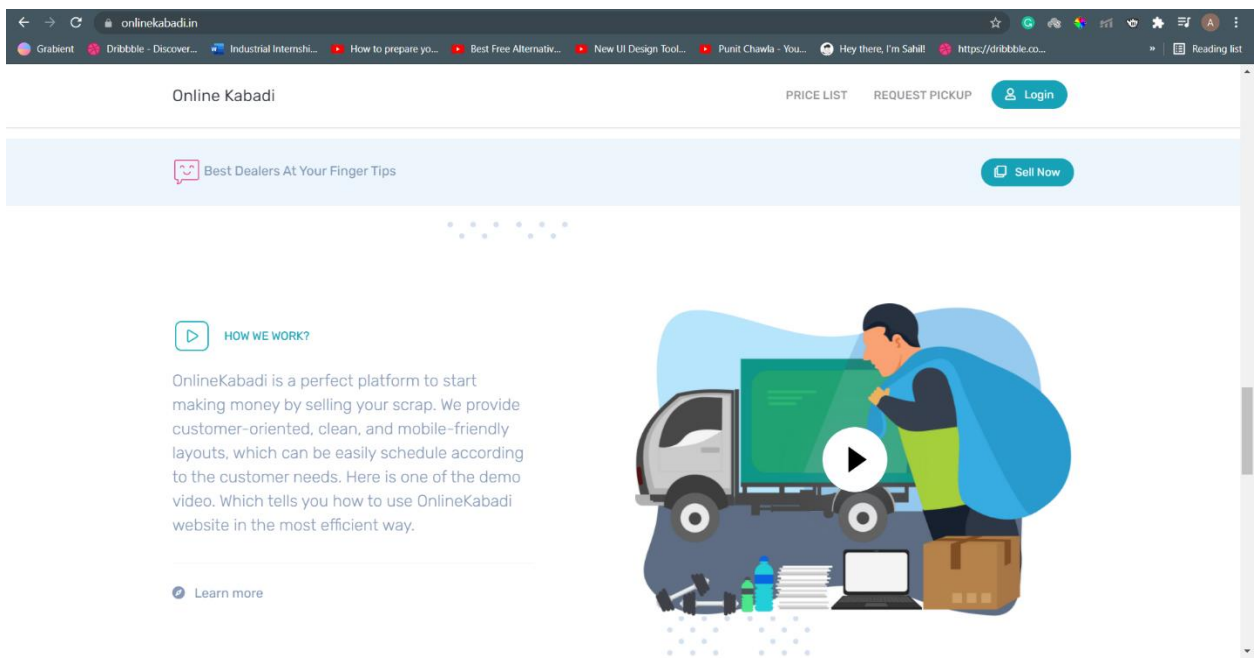 onlinekabadi.in
Grabient
Dribbble - Discover...
Industrial Internshi...
How to prepare yo...
Best Free Alternativ...
New UI Design Tool...
Punit Chawla - You...
Hey there, I'm Sahil!
https://dribbble.co...
»
Reading list
A
Online Kabadi
PRICE LIST
REQUEST PICKUP
Login
Best Dealers At Your Finger Tips
Sell Now
HOW WE WORK?
OnlineKabadi is a perfect platform to start
making money by selling your scrap. We provide
customer-oriented, clean, and mobile-friendly
layouts, which can be easily schedule according
to the customer needs. Here is one of the demo
video. Which tells you how to use OnlineKabadi
website in the most efficient way.
Learn more